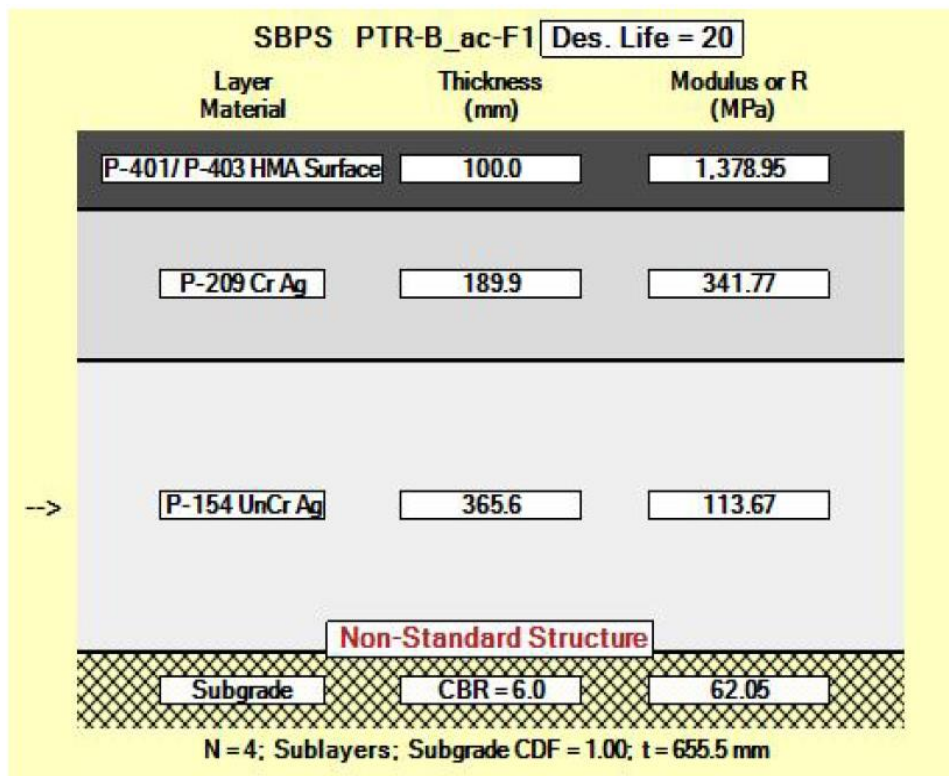 SBPS PTR-B_ac-F1 Des. Life = 20
Layer Material Thickness (mm) Modulus or R (MPa)
P-401/ P-403 HMA Surface 100.0 1,378.95
P-209 Cr Ag 189.9 341.77
--> P-154 UnCr Ag 365.6 113.67
Non-Standard Structure
Subgrade CBR = 6.0 62.05
N = 4; Sublayers; Subgrade CDF = 1.00; t = 655.5 mm